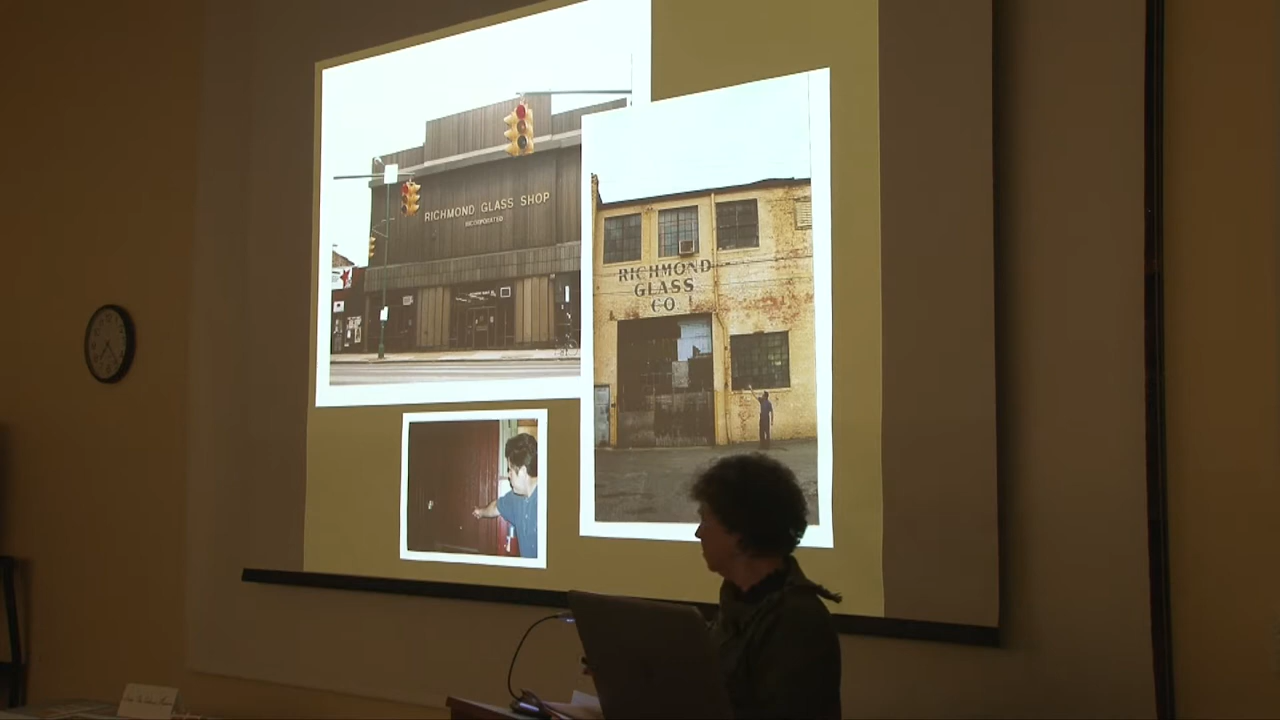 RICHMOND GLASS SHOP
INCORPORATED
RICHMOND
GLASS
CO